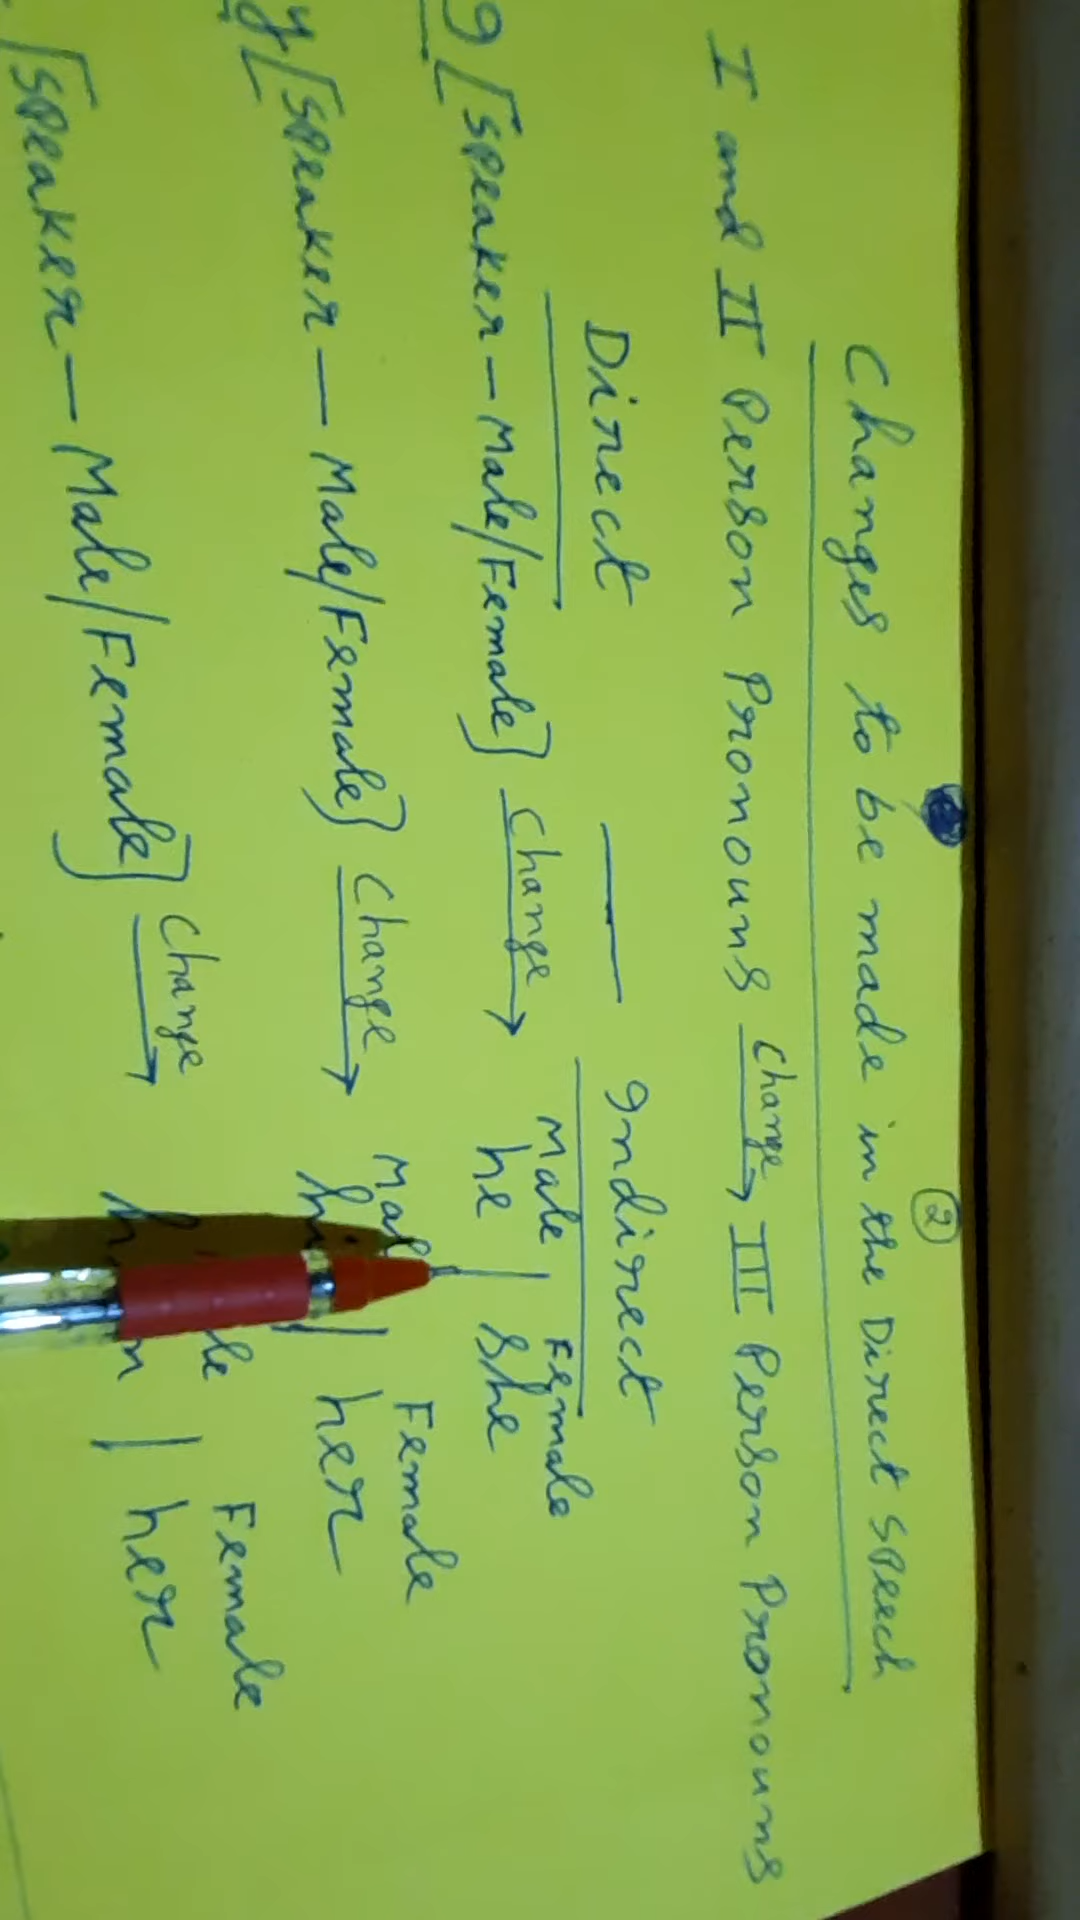 ②
Changes to be made in the Direct speech
I and II Person Pronouns change→ III Person Pronouns
Direct — Indirect
I [speaker — Male/Female] change→ Male he | Female she
y [speaker — Male/Female] change→ | Female her
[speaker — Male/Female] change→ | Female her